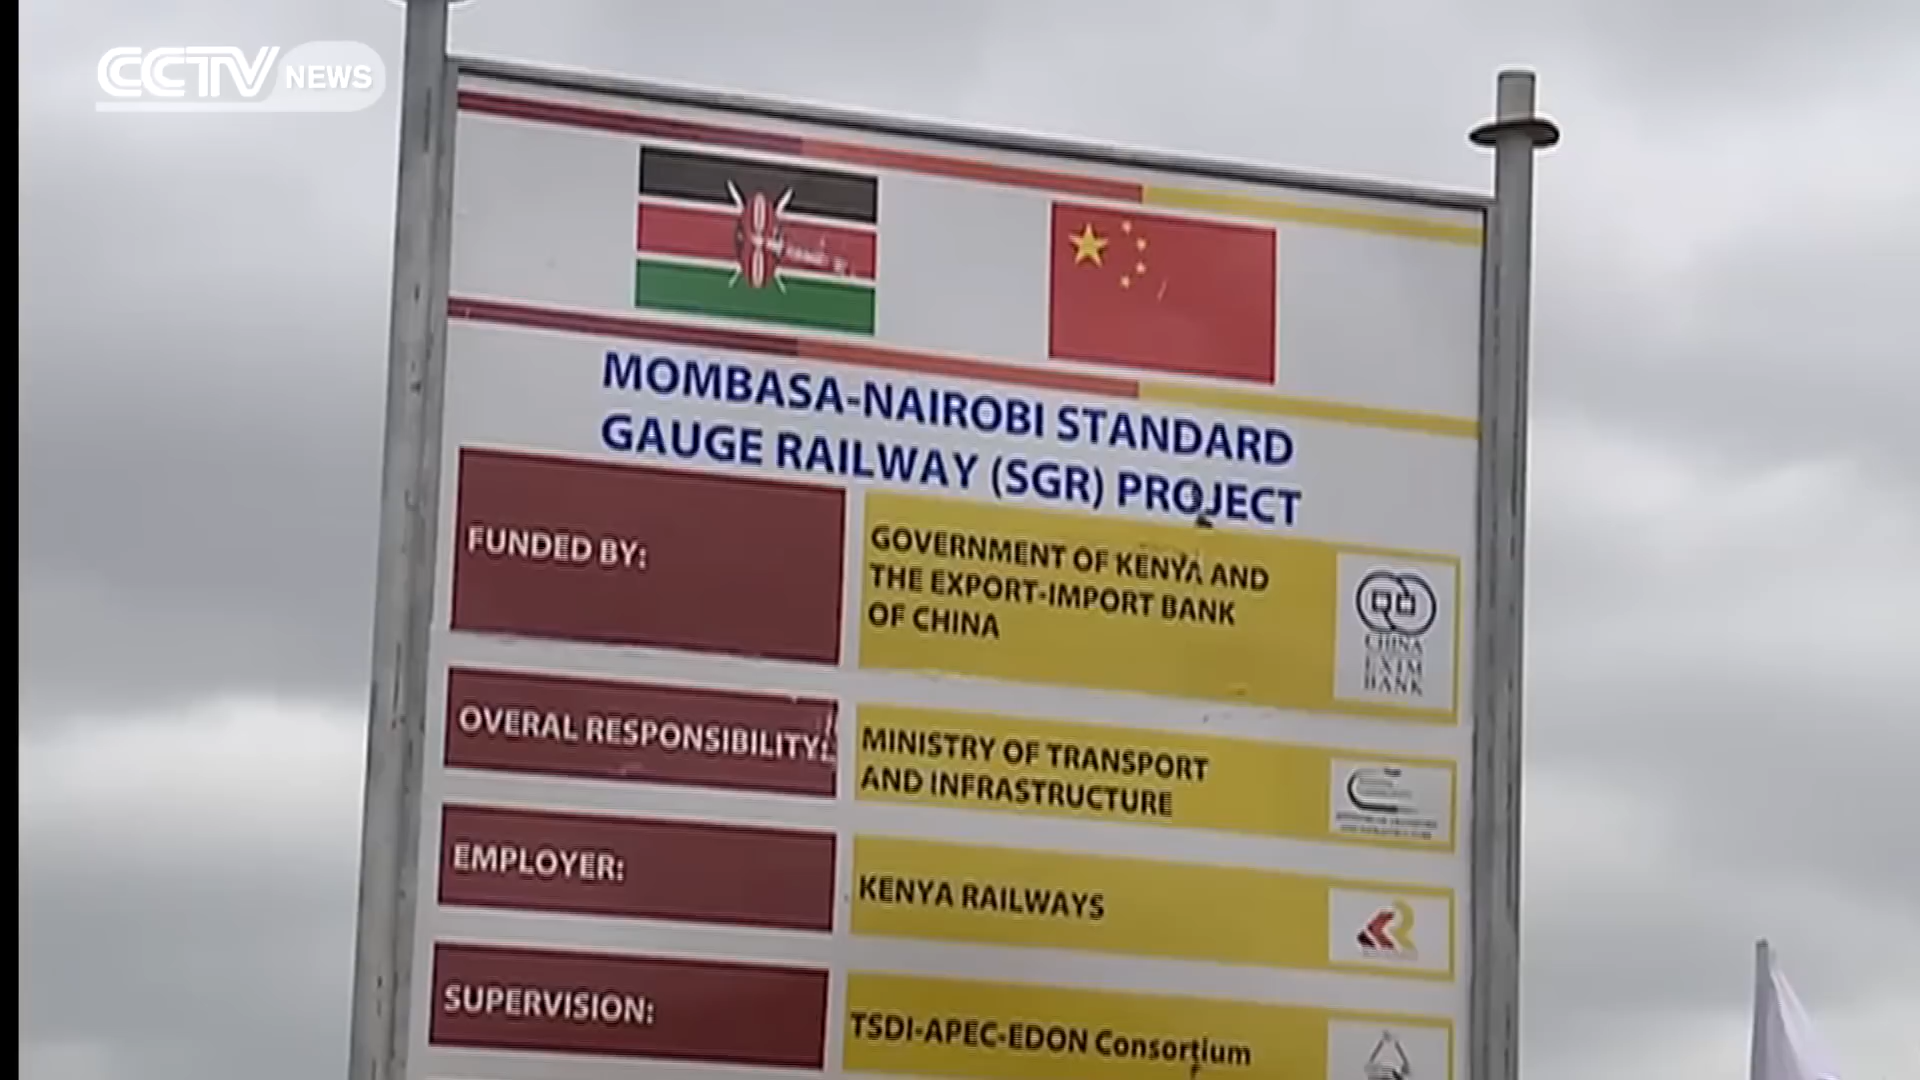 CCTV NEWS
MOMBASA-NAIROBI STANDARD
GAUGE RAILWAY (SGR) PROJECT
FUNDED BY:
GOVERNMENT OF KENYA AND
THE EXPORT-IMPORT BANK
OF CHINA
CHINA
EXIM
BANK
OVERAL RESPONSIBILITY:
MINISTRY OF TRANSPORT
AND INFRASTRUCTURE
EMPLOYER:
KENYA RAILWAYS
SUPERVISION:
TSDI-APEC-EDON Consortium